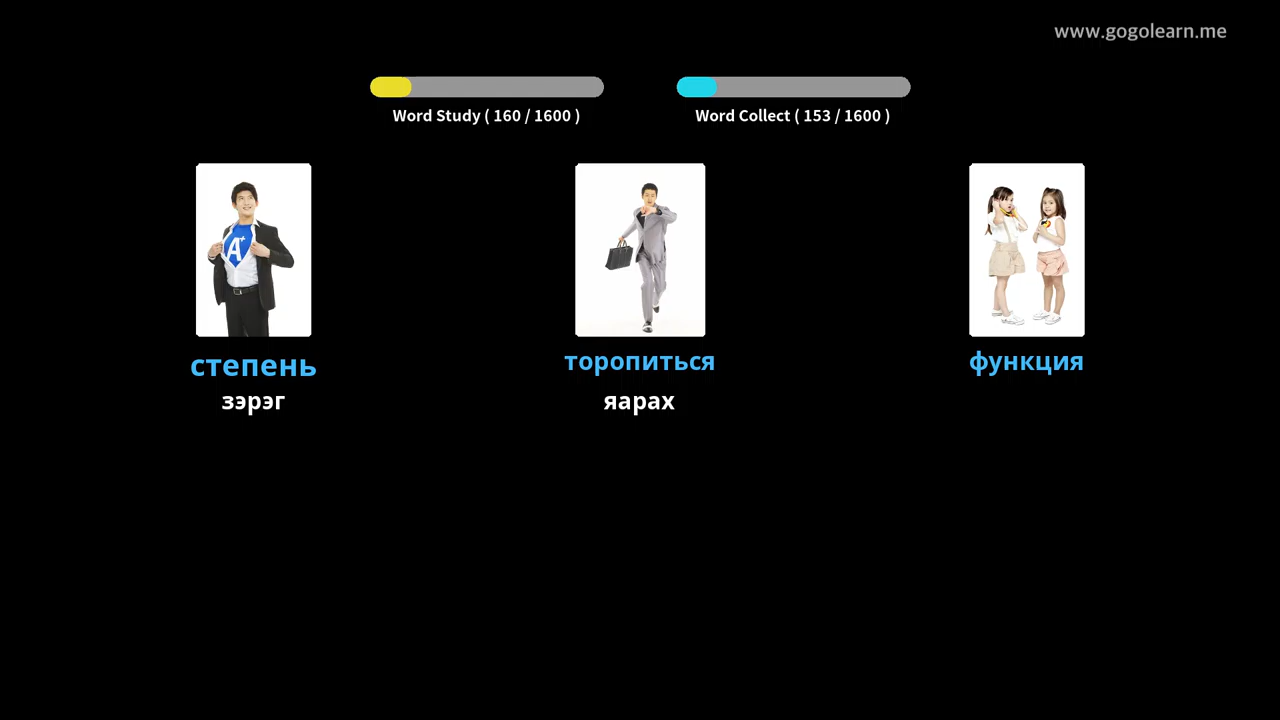 www.gogolearn.me
Word Study ( 160 / 1600 )
Word Collect ( 153 / 1600 )
A+
степень
торопиться
функция
зэрэг
яарах